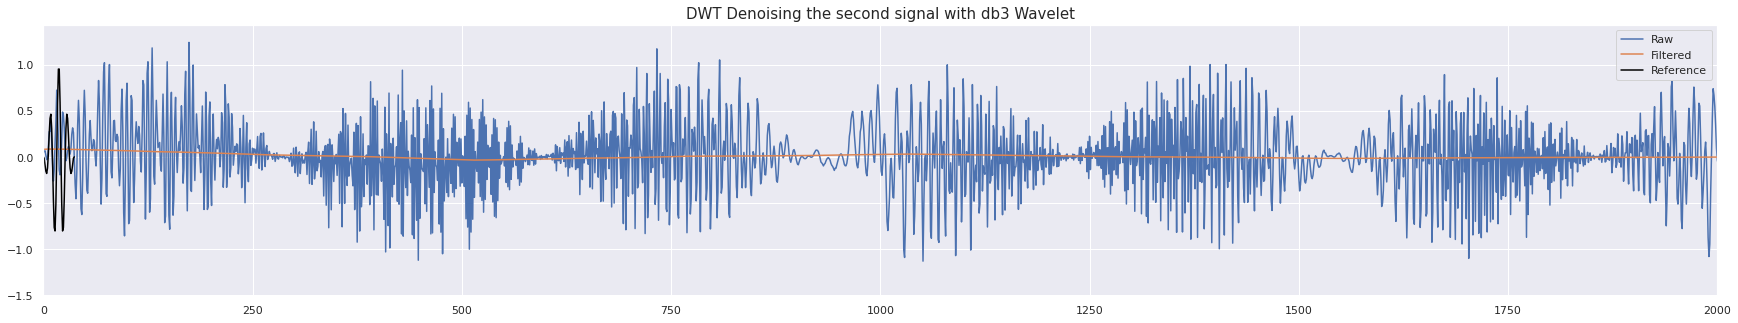 DWT Denoising the second signal with db3 Wavelet
Raw
Filtered
Reference
1.0
0.5
0.0
−0.5
−1.0
−1.5
0 250 500 750 1000 1250 1500 1750 2000